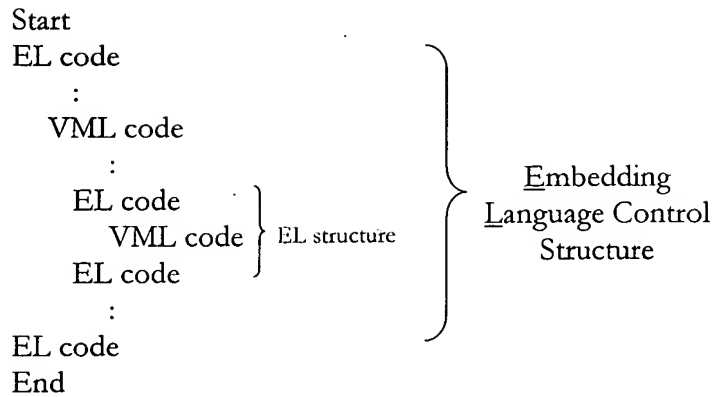 Start
EL code
:
VML code
:
EL code
VML code
EL code
:
EL code
End
EL structure
Embedding
Language Control
Structure